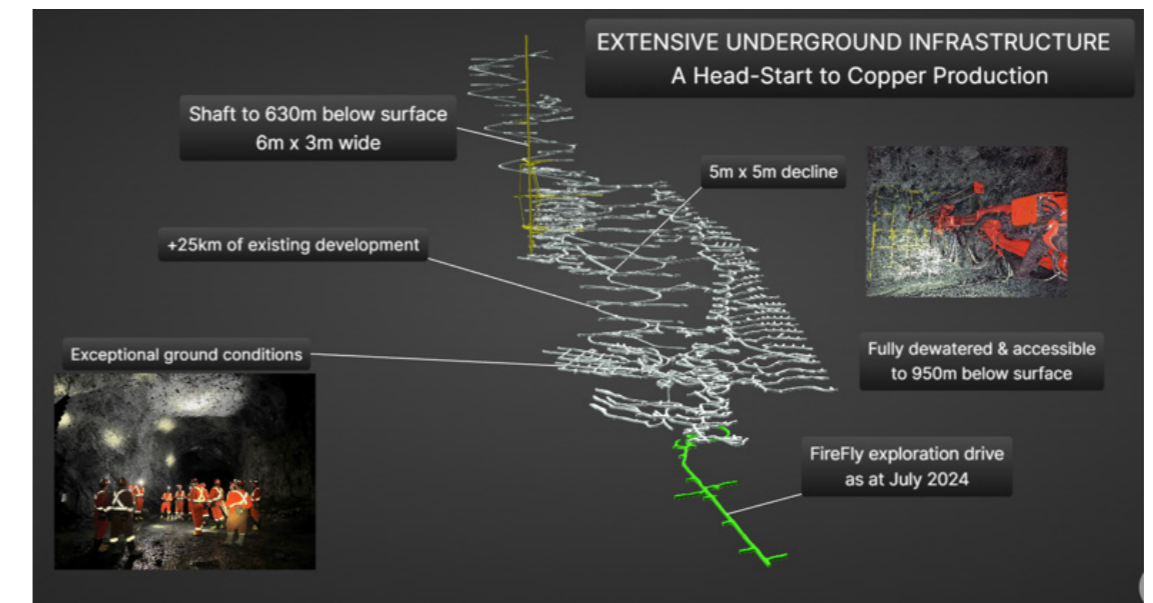 EXTENSIVE UNDERGROUND INFRASTRUCTURE
A Head-Start to Copper Production
Shaft to 630m below surface
6m x 3m wide
5m x 5m decline
+25km of existing development
Exceptional ground conditions
Fully dewatered & accessible
to 950m below surface
FireFly exploration drive
as at July 2024